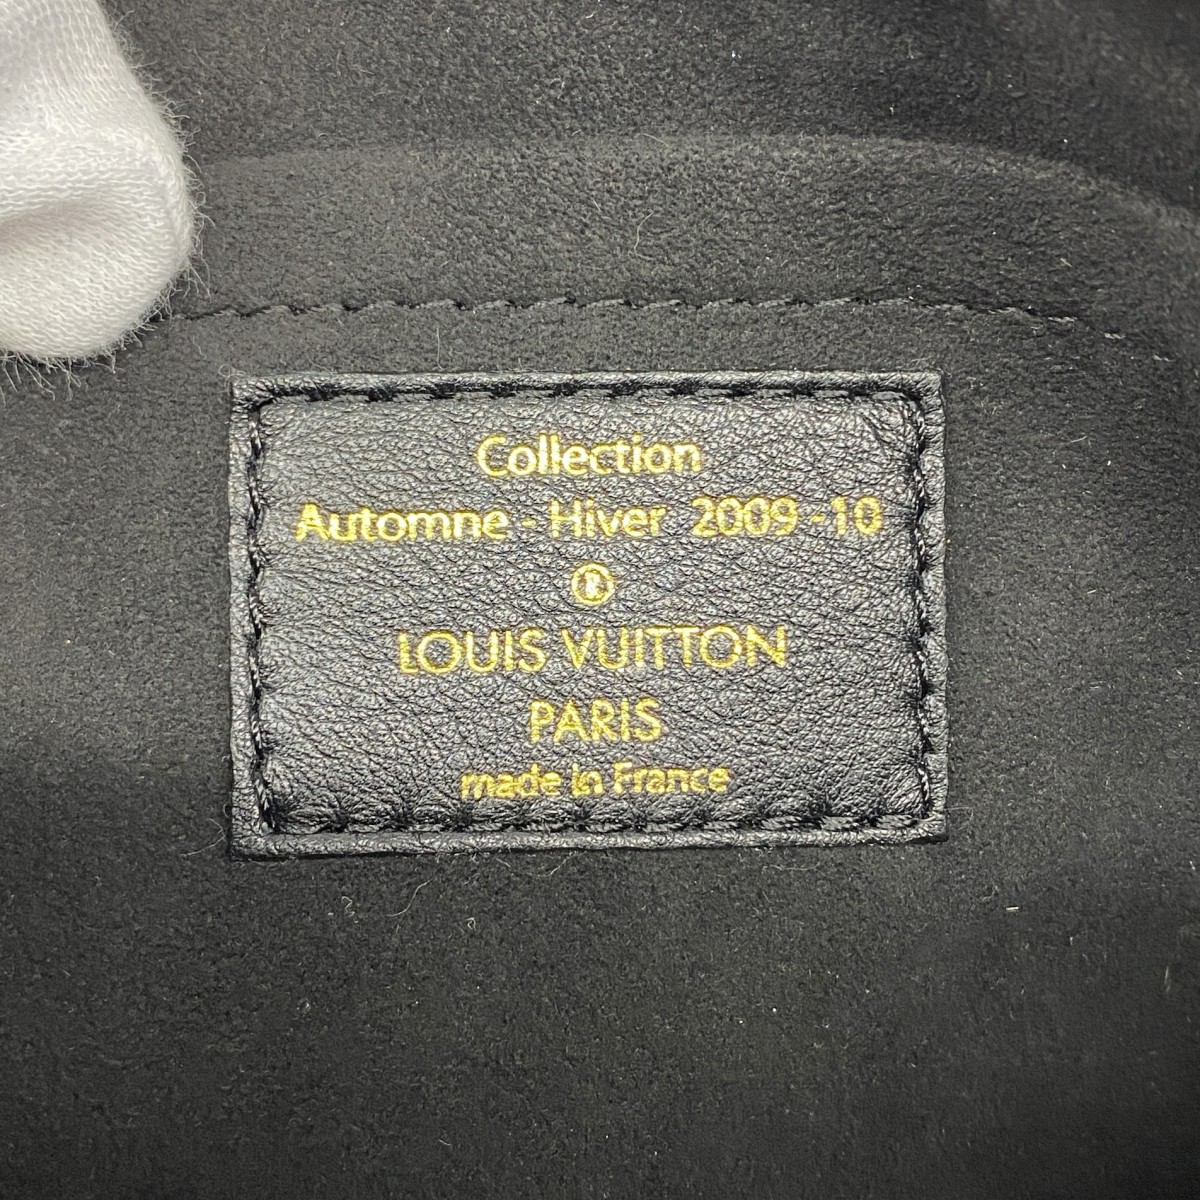 Collection
Automne - Hiver 2009 -10
®
LOUIS VUITTON
PARIS
made in France